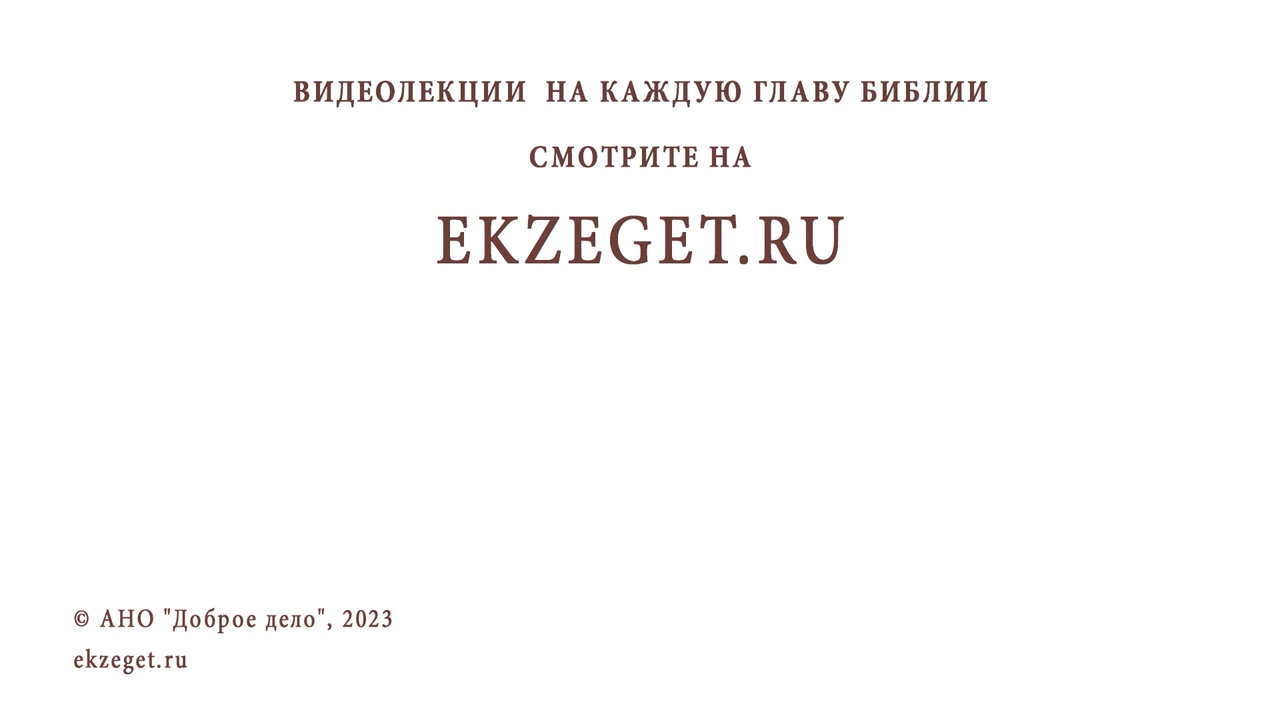 ВИДЕОЛЕКЦИИ НА КАЖДУЮ ГЛАВУ БИБЛИИ
СМОТРИТЕ НА
EKZEGET.RU
© АНО "Доброе дело", 2023
ekzeget.ru